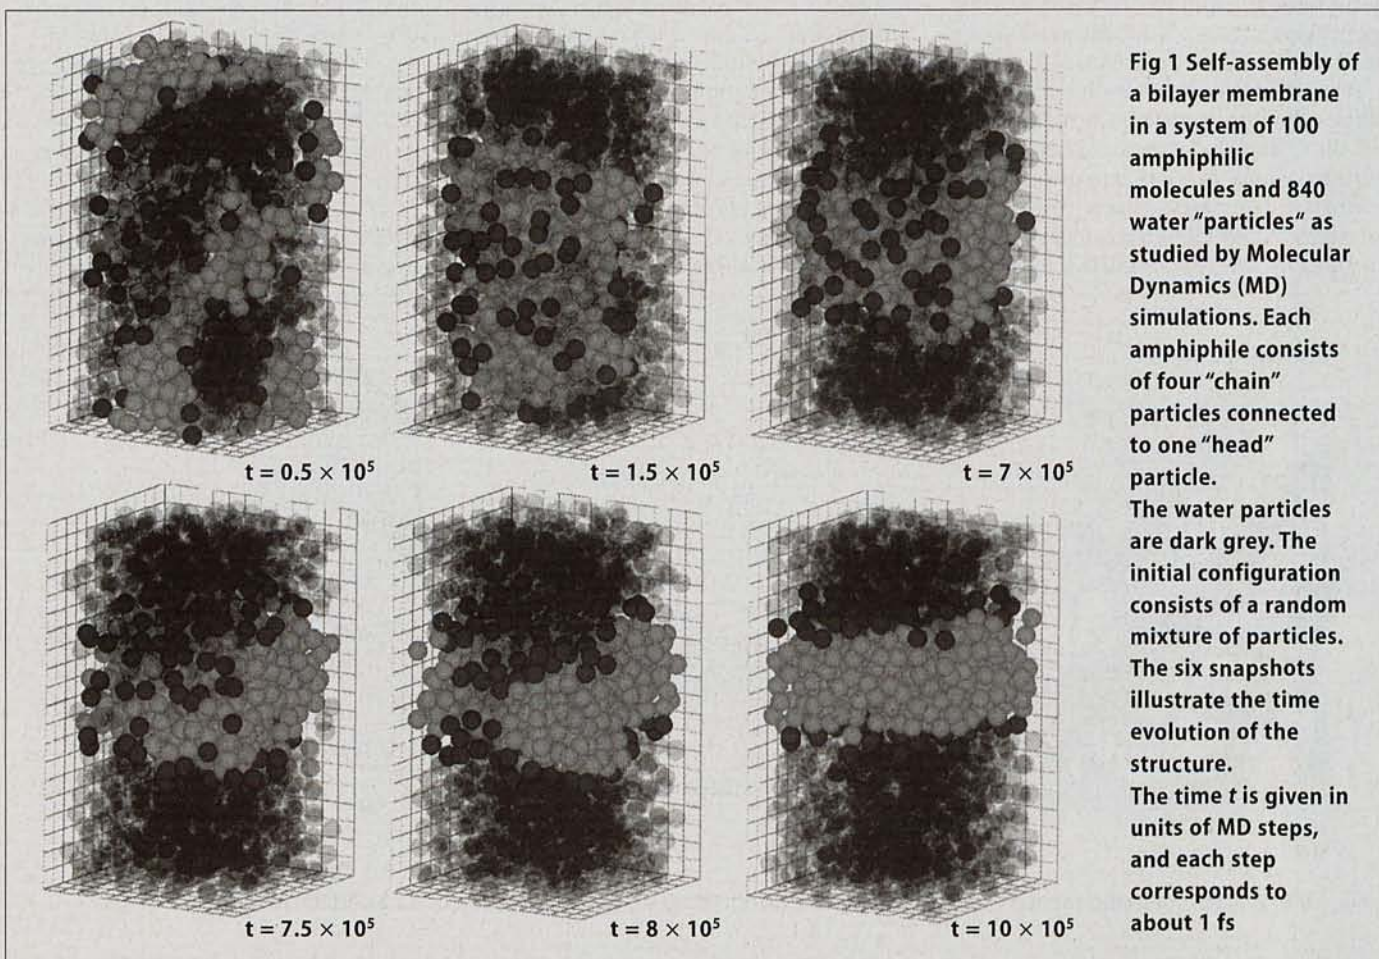 Fig 1 Self-assembly of
a bilayer membrane
in a system of 100
amphiphilic
molecules and 840
water “particles“ as
studied by Molecular
Dynamics (MD)
simulations. Each
amphiphile consists
of four “chain”
particles connected
to one “head”
particle.
The water particles
are dark grey. The
initial configuration
consists of a random
mixture of particles.
The six snapshots
illustrate the time
evolution of the
structure.
The time t is given in
units of MD steps,
and each step
corresponds to
about 1 fs
t = 0.5 × 10⁵
t = 1.5 × 10⁵
t = 7 × 10⁵
t = 7.5 × 10⁵
t = 8 × 10⁵
t = 10 × 10⁵